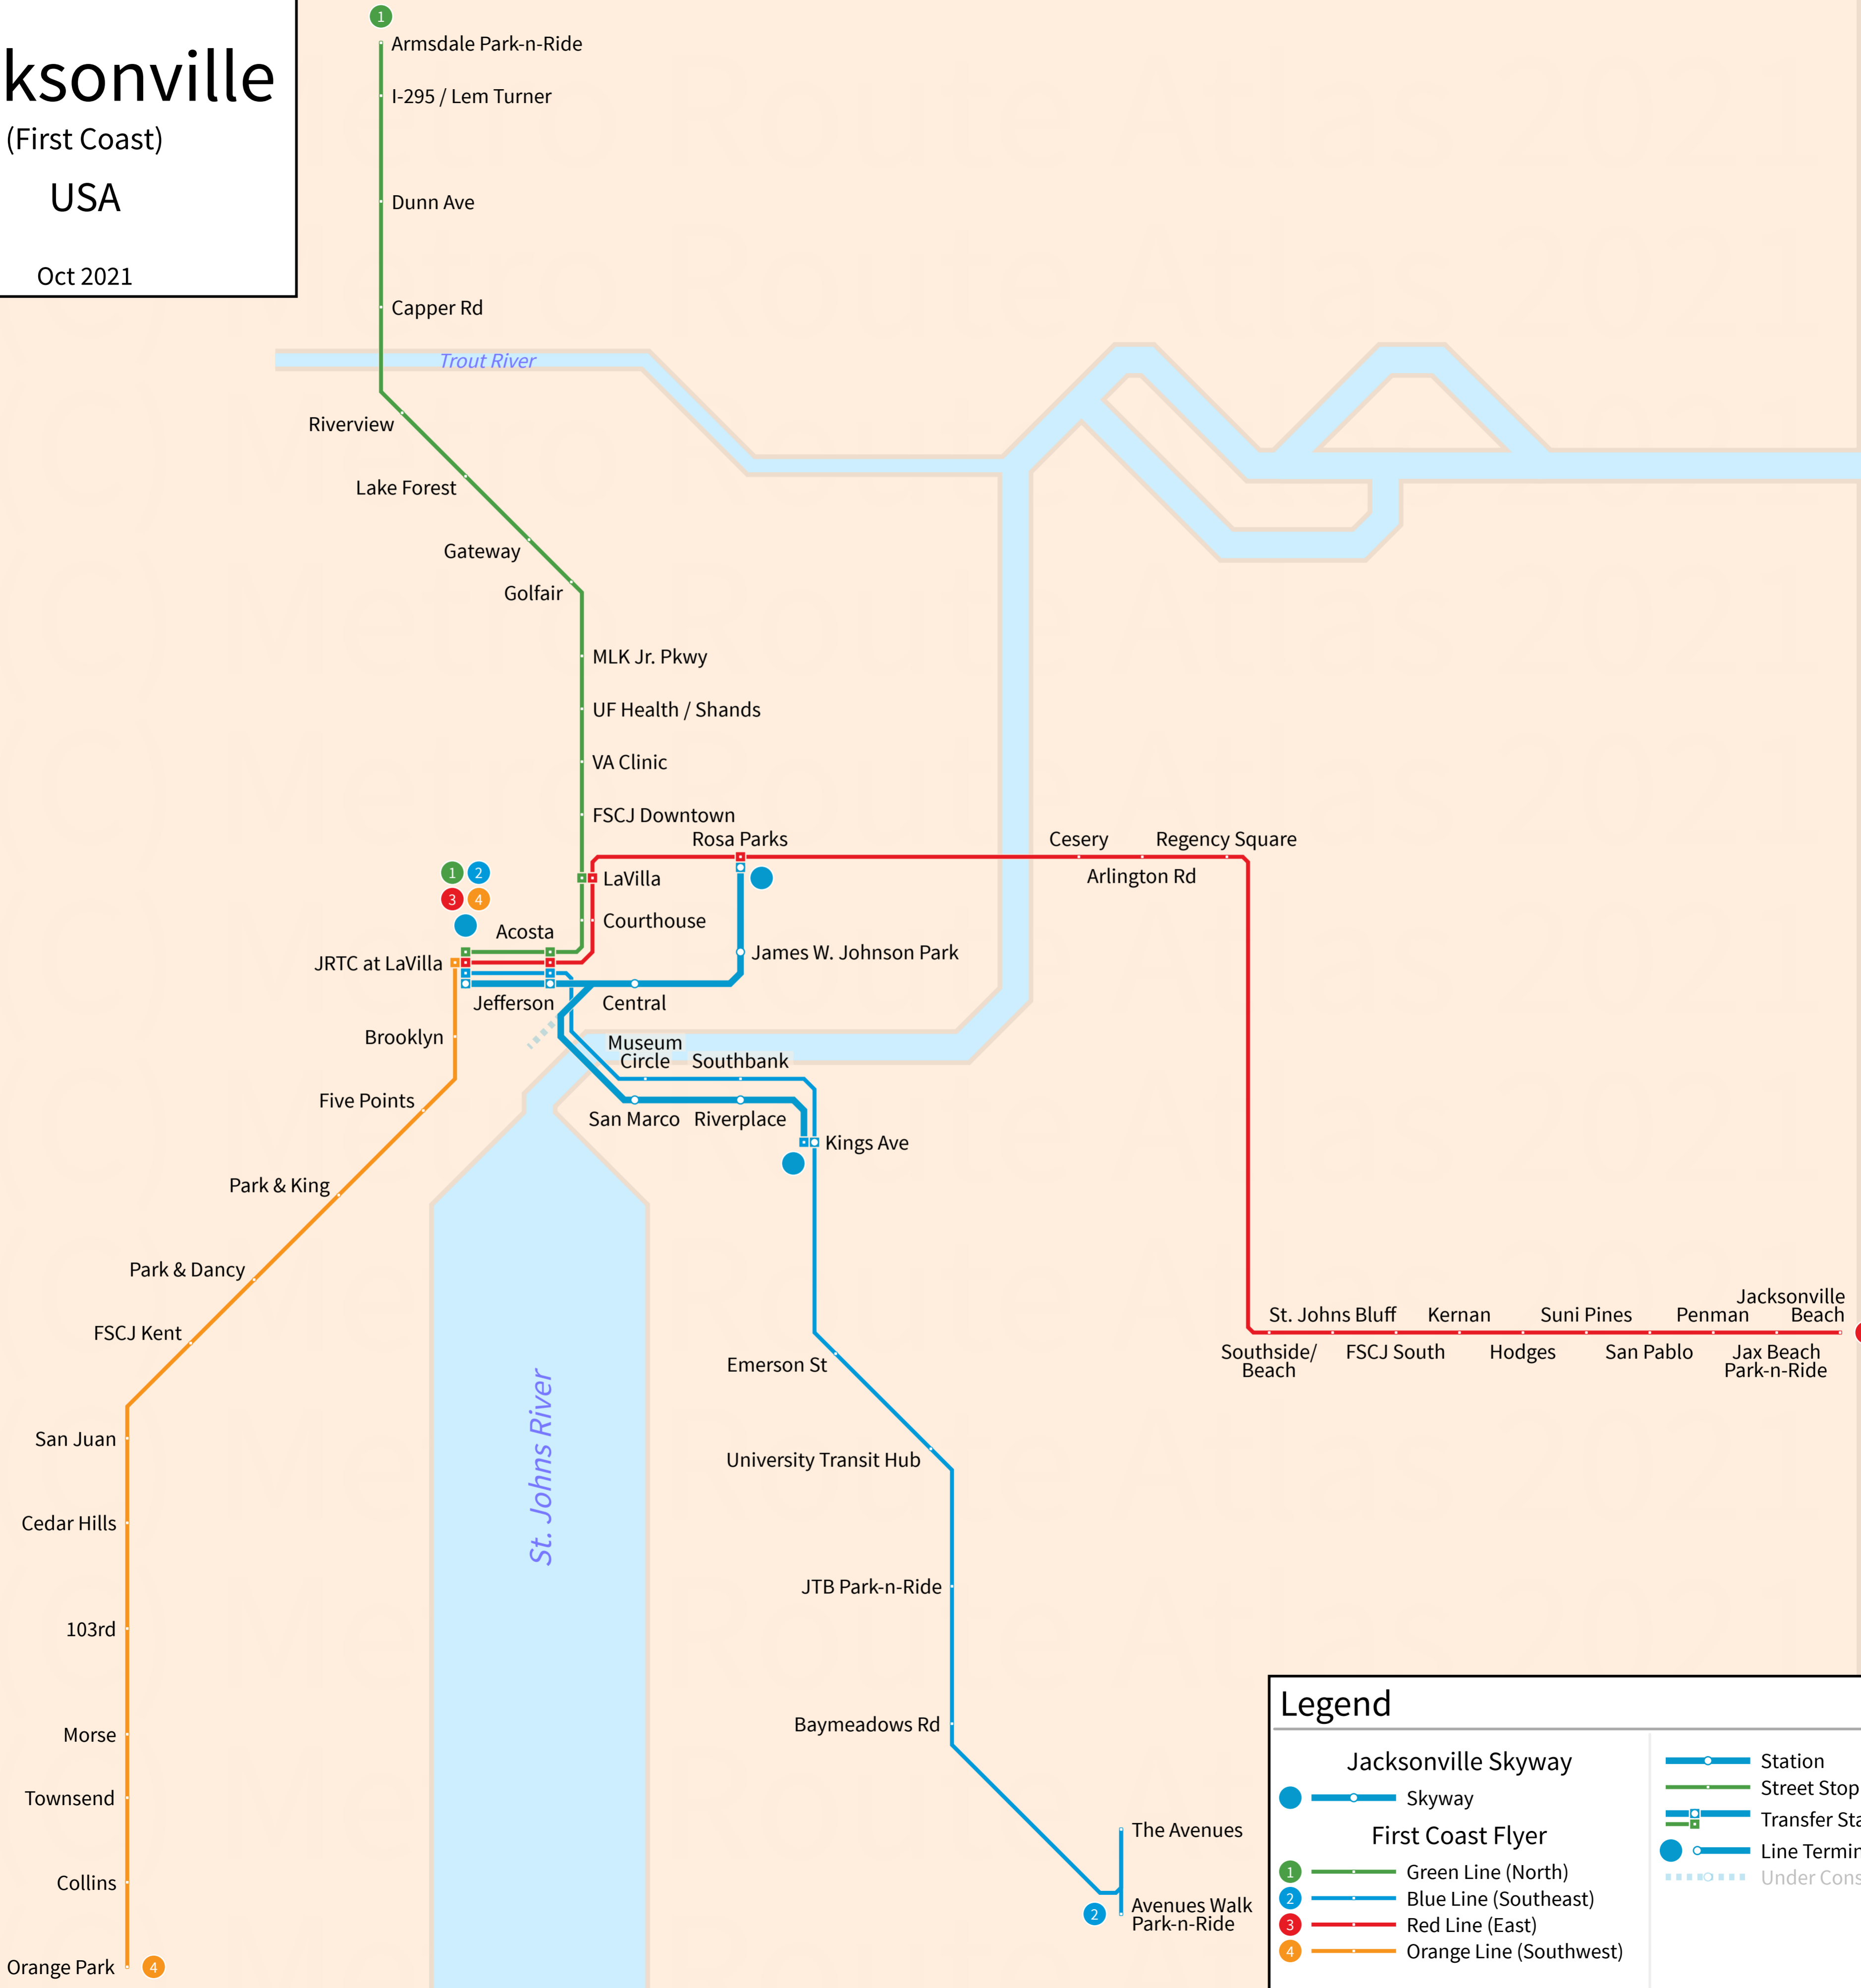 ksonville
(First Coast)
USA
Oct 2021
1
Armsdale Park-n-Ride
I-295 / Lem Turner
Dunn Ave
Capper Rd
Trout River
Riverview
Lake Forest
Gateway
Golfair
MLK Jr. Pkwy
UF Health / Shands
VA Clinic
FSCJ Downtown
Rosa Parks
Cesery
Regency Square
Arlington Rd
1 2
3 4
LaVilla
Courthouse
Acosta
JRTC at LaVilla
James W. Johnson Park
Jefferson
Central
Brooklyn
Museum
Circle
Southbank
Five Points
San Marco
Riverplace
Kings Ave
Park & King
Park & Dancy
FSCJ Kent
Jacksonville
Beach
St. Johns Bluff
Kernan
Suni Pines
Penman
Southside/
Beach
FSCJ South
Hodges
San Pablo
Jax Beach
Park-n-Ride
Emerson St
University Transit Hub
St. Johns River
San Juan
Cedar Hills
JTB Park-n-Ride
103rd
Baymeadows Rd
Morse
Townsend
The Avenues
Collins
Avenues Walk
Park-n-Ride
2
Orange Park
4
Legend
Jacksonville Skyway
Skyway
First Coast Flyer
1 Green Line (North)
2 Blue Line (Southeast)
3 Red Line (East)
4 Orange Line (Southwest)
Station
Street Stop
Transfer Sta
Line Termin
Under Cons